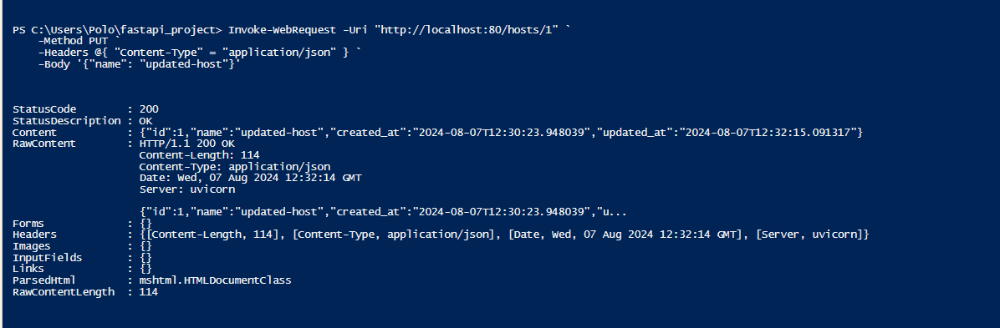 PS C:\Users\Polo\fastapi_project> Invoke-WebRequest -Uri "http://localhost:80/hosts/1" `
    -Method PUT `
    -Headers @{ "Content-Type" = "application/json" } `
    -Body '{"name": "updated-host"}'
StatusCode        : 200
StatusDescription : OK
Content           : {"id":1,"name":"updated-host","created_at":"2024-08-07T12:30:23.948039","updated_at":"2024-08-07T12:32:15.091317"}
RawContent        : HTTP/1.1 200 OK
                    Content-Length: 114
                    Content-Type: application/json
                    Date: Wed, 07 Aug 2024 12:32:14 GMT
                    Server: uvicorn
                    {"id":1,"name":"updated-host","created_at":"2024-08-07T12:30:23.948039","u...
Forms             : {}
Headers           : {[Content-Length, 114], [Content-Type, application/json], [Date, Wed, 07 Aug 2024 12:32:14 GMT], [Server, uvicorn]}
Images            : {}
InputFields       : {}
Links             : {}
ParsedHtml        : mshtml.HTMLDocumentClass
RawContentLength  : 114